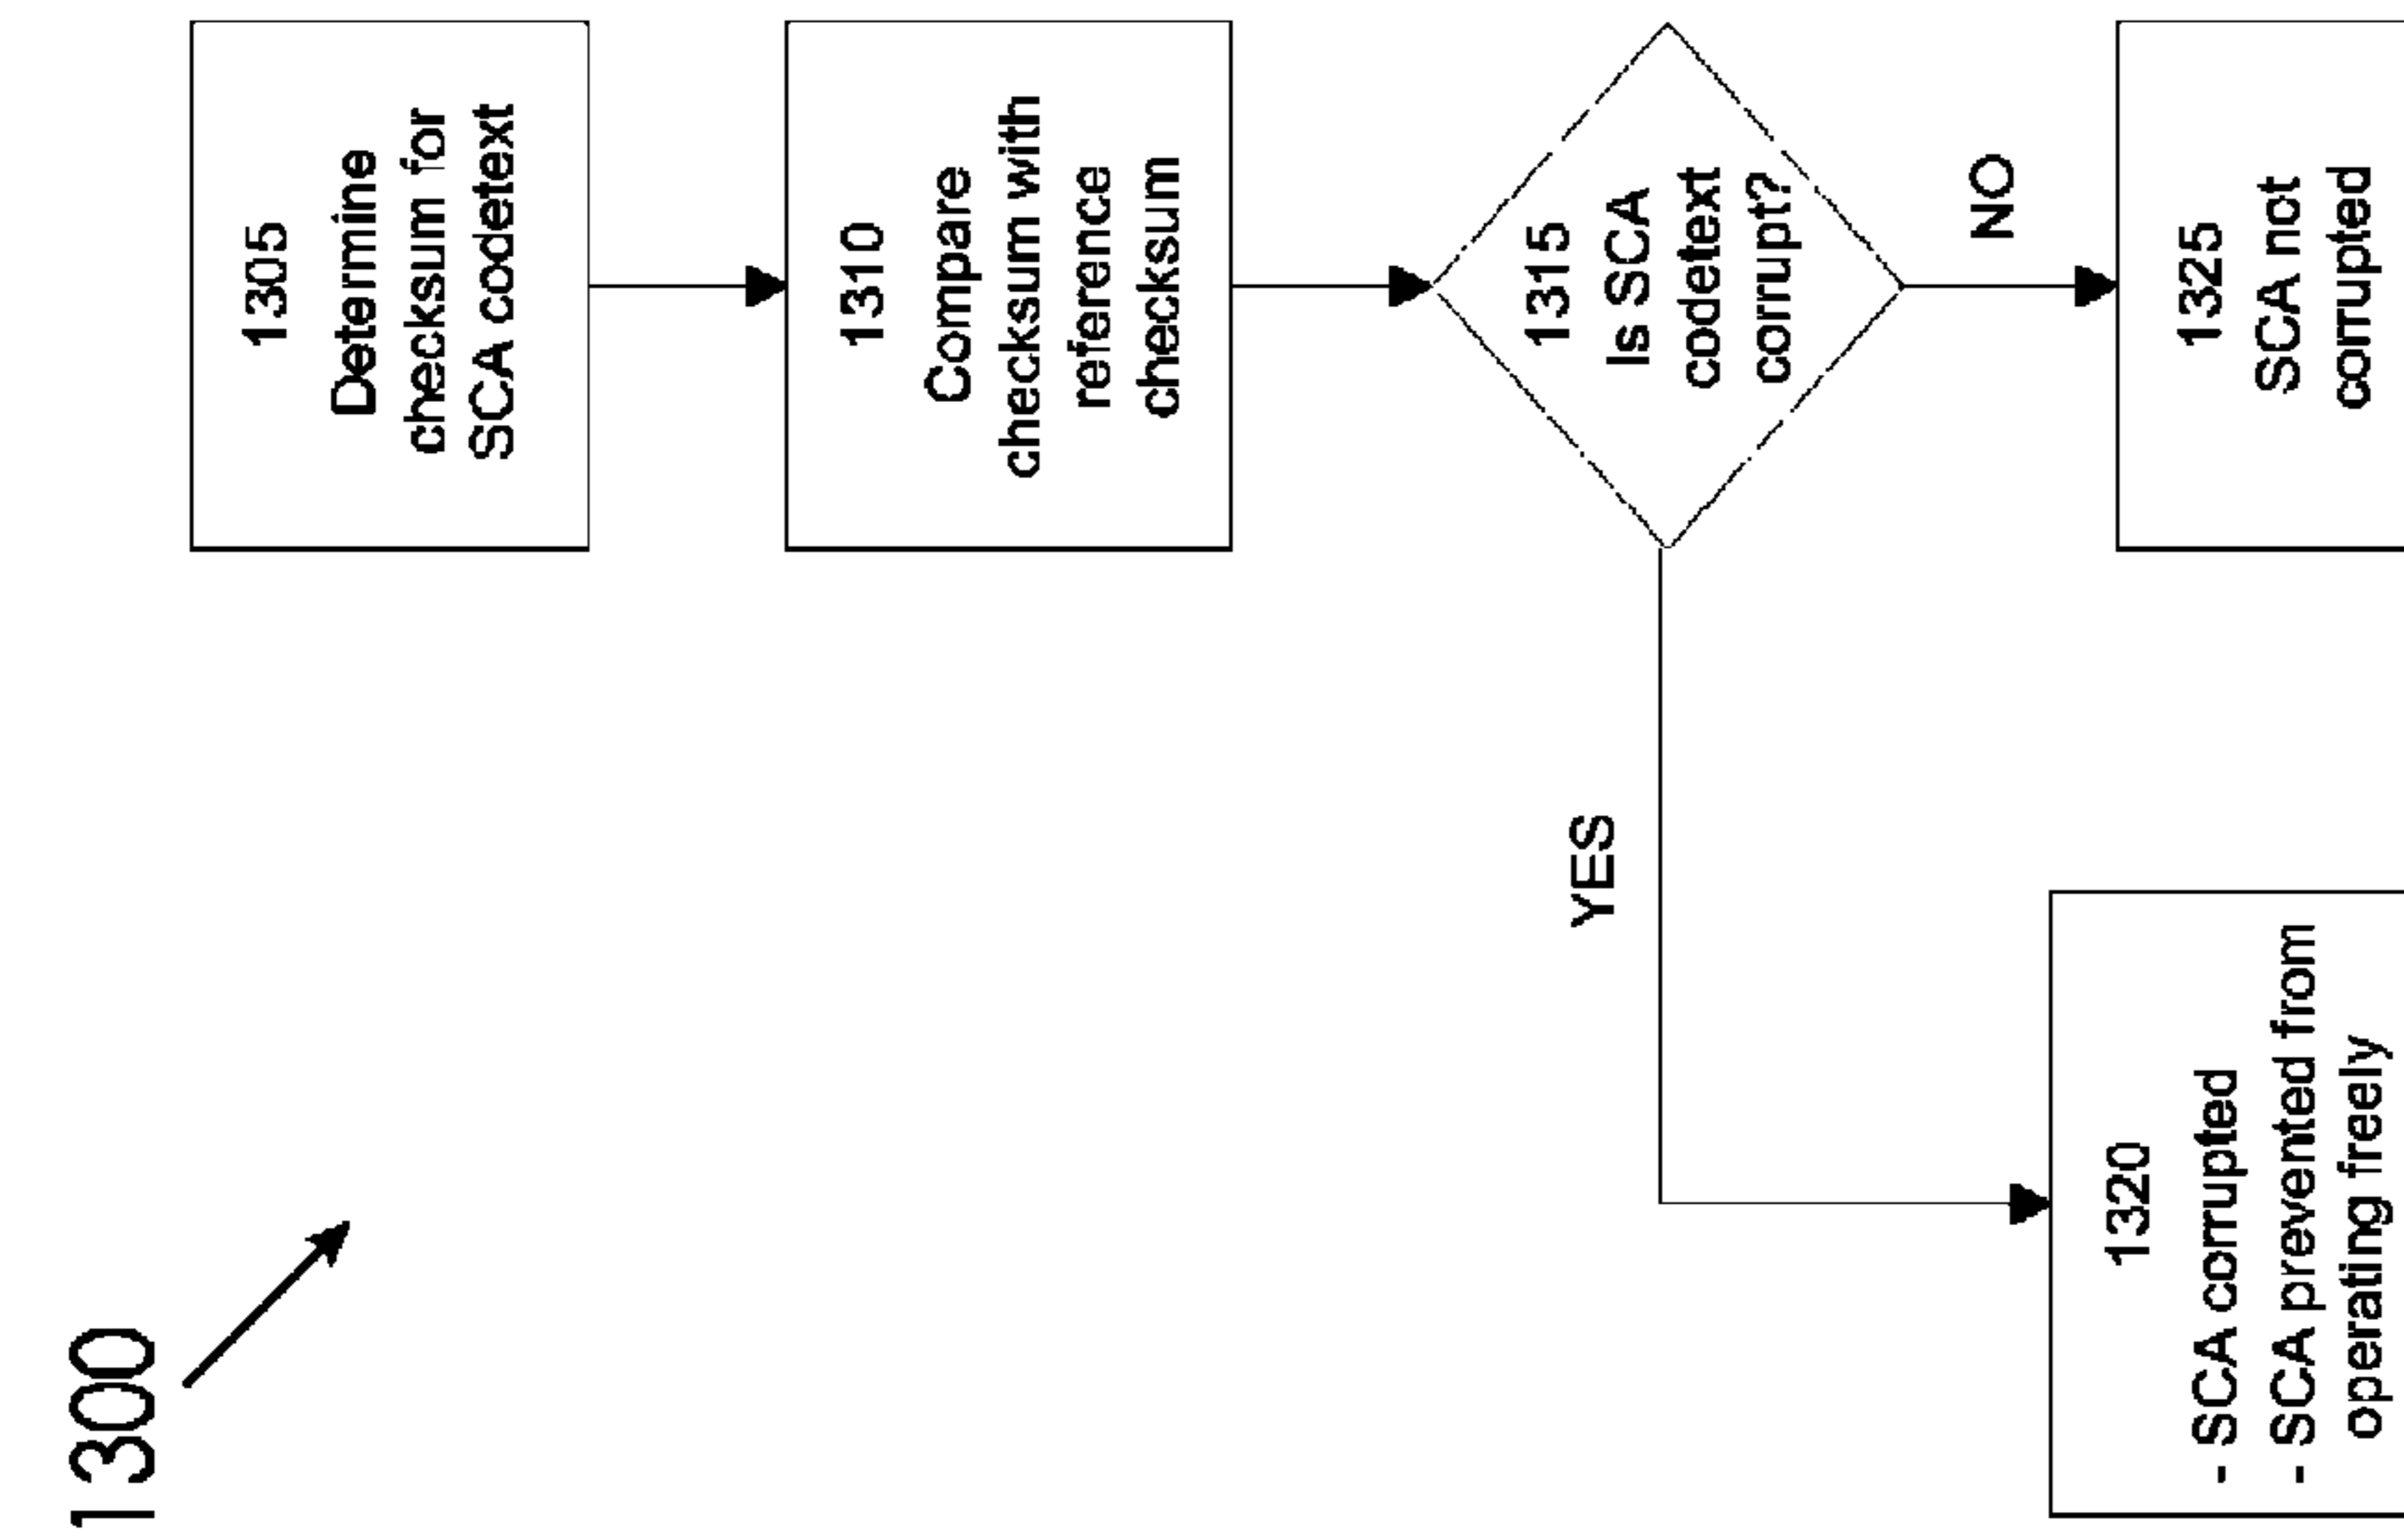 1300
1305
Determine
checksum for
SCA codetext
1310
Compare
checksum with
reference
checksum
1315
Is SCA
codetext
corrupt?
YES
NO
1320
- SCA corrupted
- SCA prevented from
operating freely
1325
SCA not
corrupted